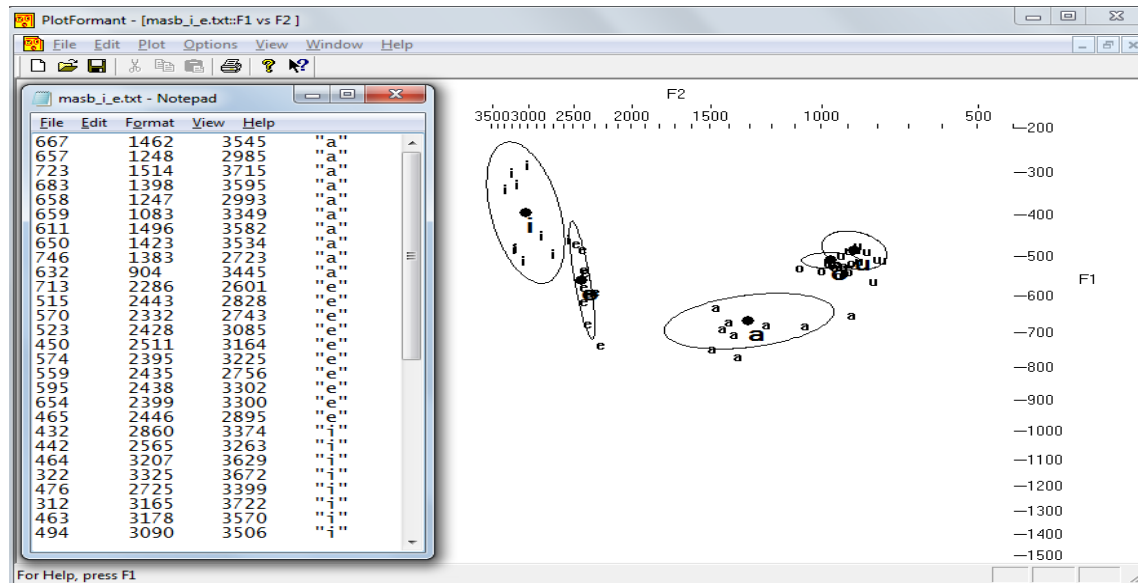 PlotFormant - [masb_i_e.txt::F1 vs F2 ]
File Edit Plot Options View Window Help
masb_i_e.txt - Notepad
File Edit Format View Help
667 1462 3545 "a"
657 1248 2985 "a"
723 1514 3715 "a"
683 1398 3595 "a"
658 1247 2993 "a"
659 1083 3349 "a"
611 1496 3582 "a"
650 1423 3534 "a"
746 1383 2723 "a"
632 904 3445 "a"
713 2286 2601 "e"
515 2443 2828 "e"
570 2332 2743 "e"
523 2428 3085 "e"
450 2511 3164 "e"
574 2395 3225 "e"
559 2435 2756 "e"
595 2438 3302 "e"
654 2399 3300 "e"
465 2446 2895 "e"
432 2860 3374 "i"
442 2565 3263 "i"
464 3207 3629 "i"
322 3325 3672 "i"
476 2725 3399 "i"
312 3165 3722 "i"
463 3178 3570 "i"
494 3090 3506 "i"
F2
3500 3000 2500 2000 1500 1000 500
200
300
400
500
600
700
800
900
1000
1100
1200
1300
1400
1500
F1
i
e
a
o
u
For Help, press F1